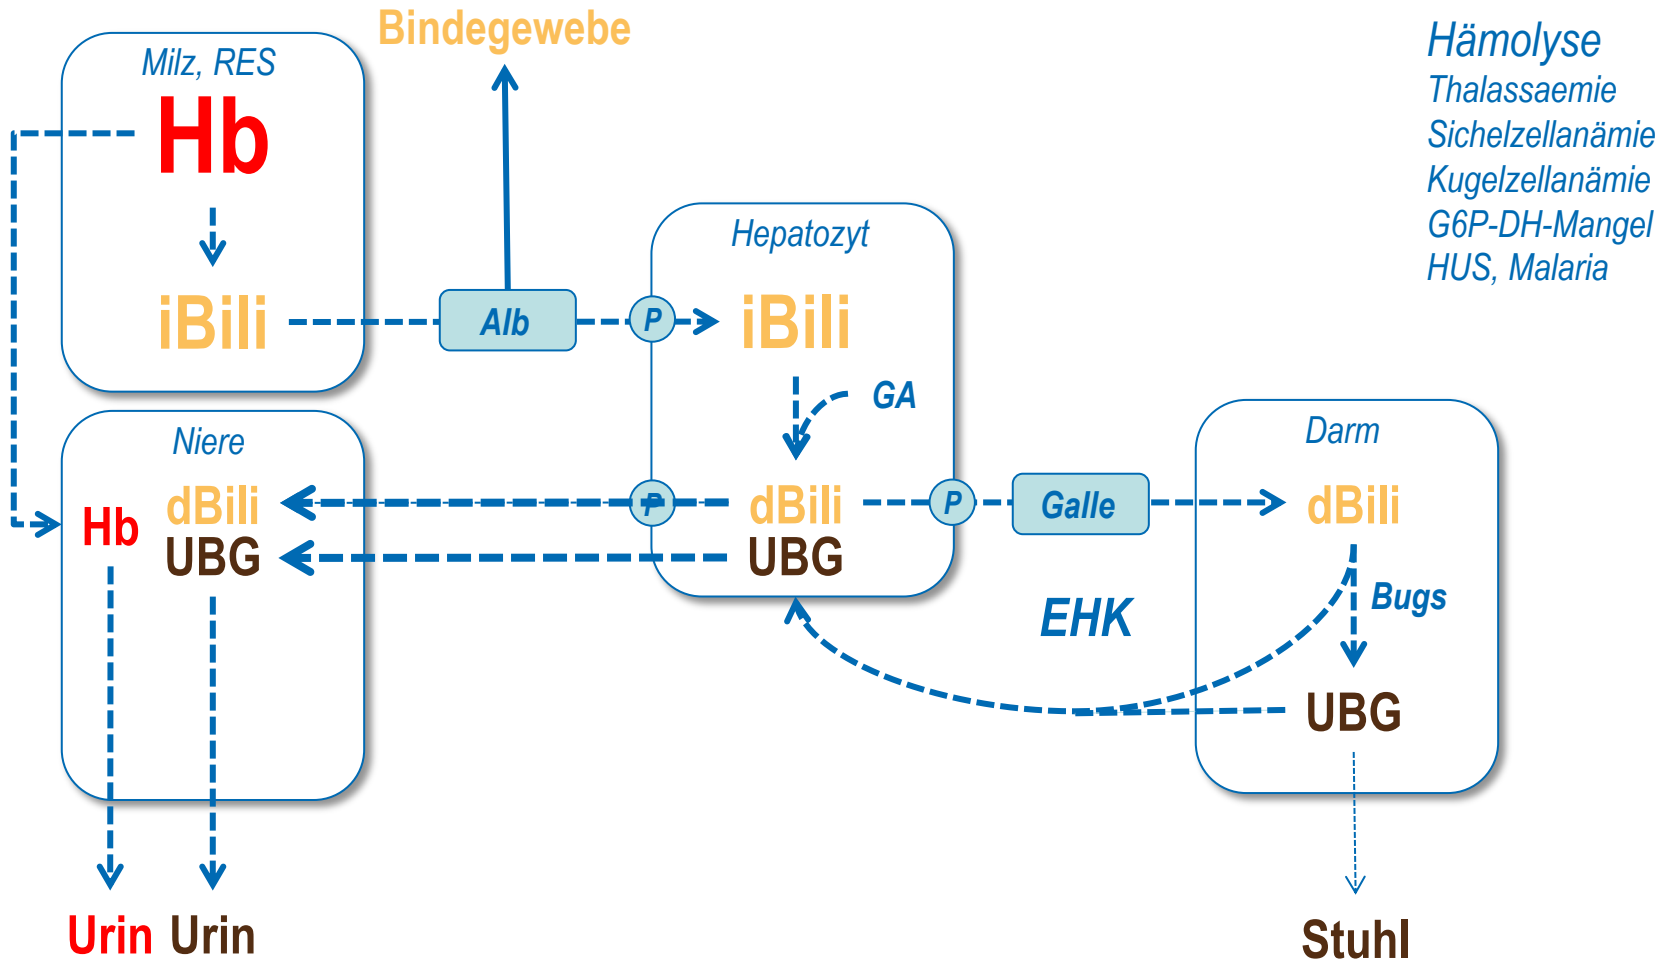 Bindegewebe
Hämolyse
Thalassaemie
Sichelzellanämie
Kugelzellanämie
G6P-DH-Mangel
HUS, Malaria
Milz, RES
Hb
iBili
Alb
P
Hepatozyt
iBili
GA
Niere
Hb
dBili
UBG
P
dBili
UBG
P
Galle
Darm
dBili
Bugs
UBG
EHK
Urin
Urin
Stuhl